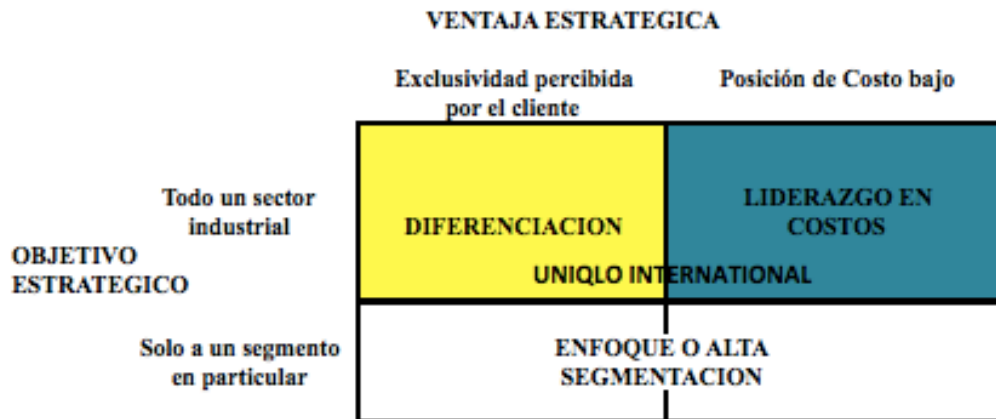 VENTAJA ESTRATEGICA
Exclusividad percibida
por el cliente
Posición de Costo bajo
Todo un sector
industrial
DIFERENCIACION
LIDERAZGO EN
COSTOS
OBJETIVO
ESTRATEGICO
UNIQLO INTERNATIONAL
Solo a un segmento
en particular
ENFOQUE O ALTA
SEGMENTACION